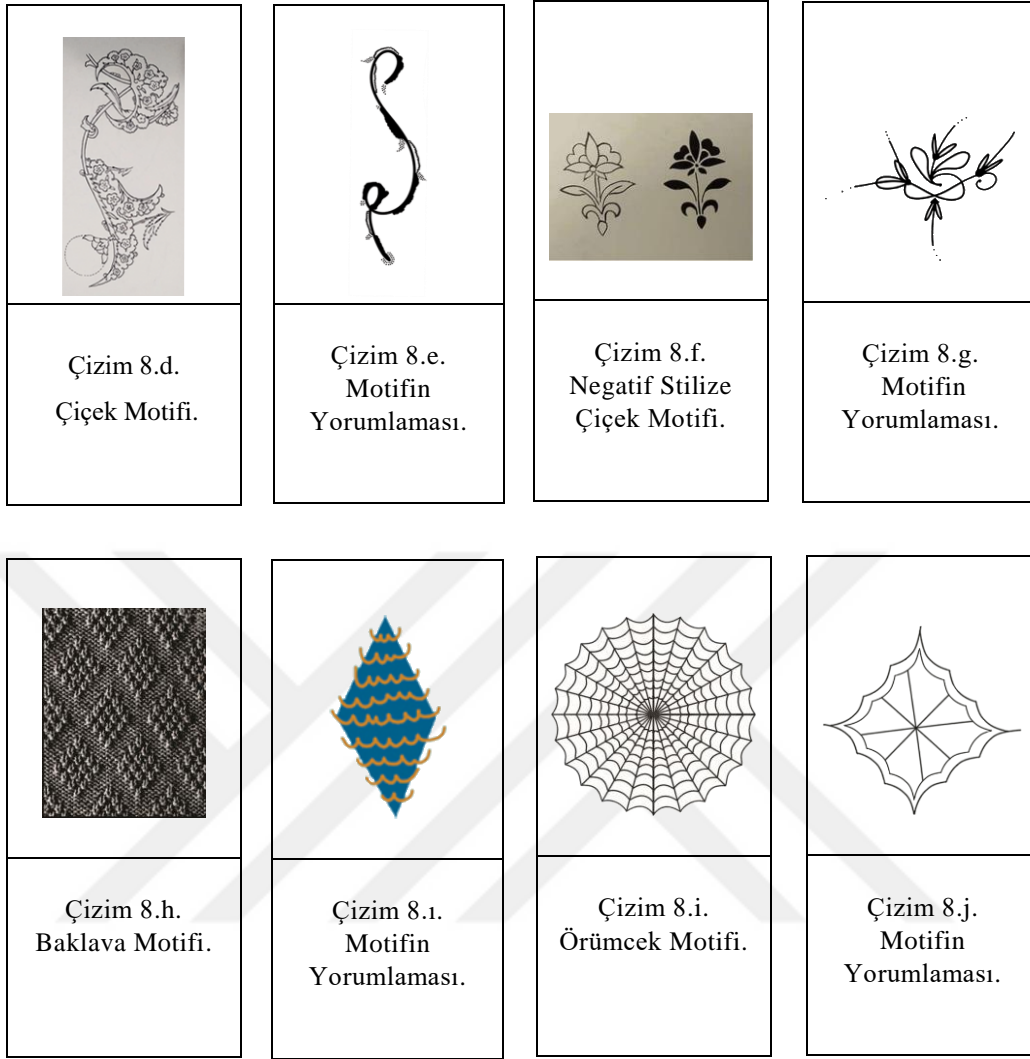 Çizim 8.d.
Çiçek Motifi.
Çizim 8.e.
Motifin
Yorumlaması.
Çizim 8.f.
Negatif Stilize
Çiçek Motifi.
Çizim 8.g.
Motifin
Yorumlaması.
Çizim 8.h.
Baklava Motifi.
Çizim 8.ı.
Motifin
Yorumlaması.
Çizim 8.i.
Örümcek Motifi.
Çizim 8.j.
Motifin
Yorumlaması.